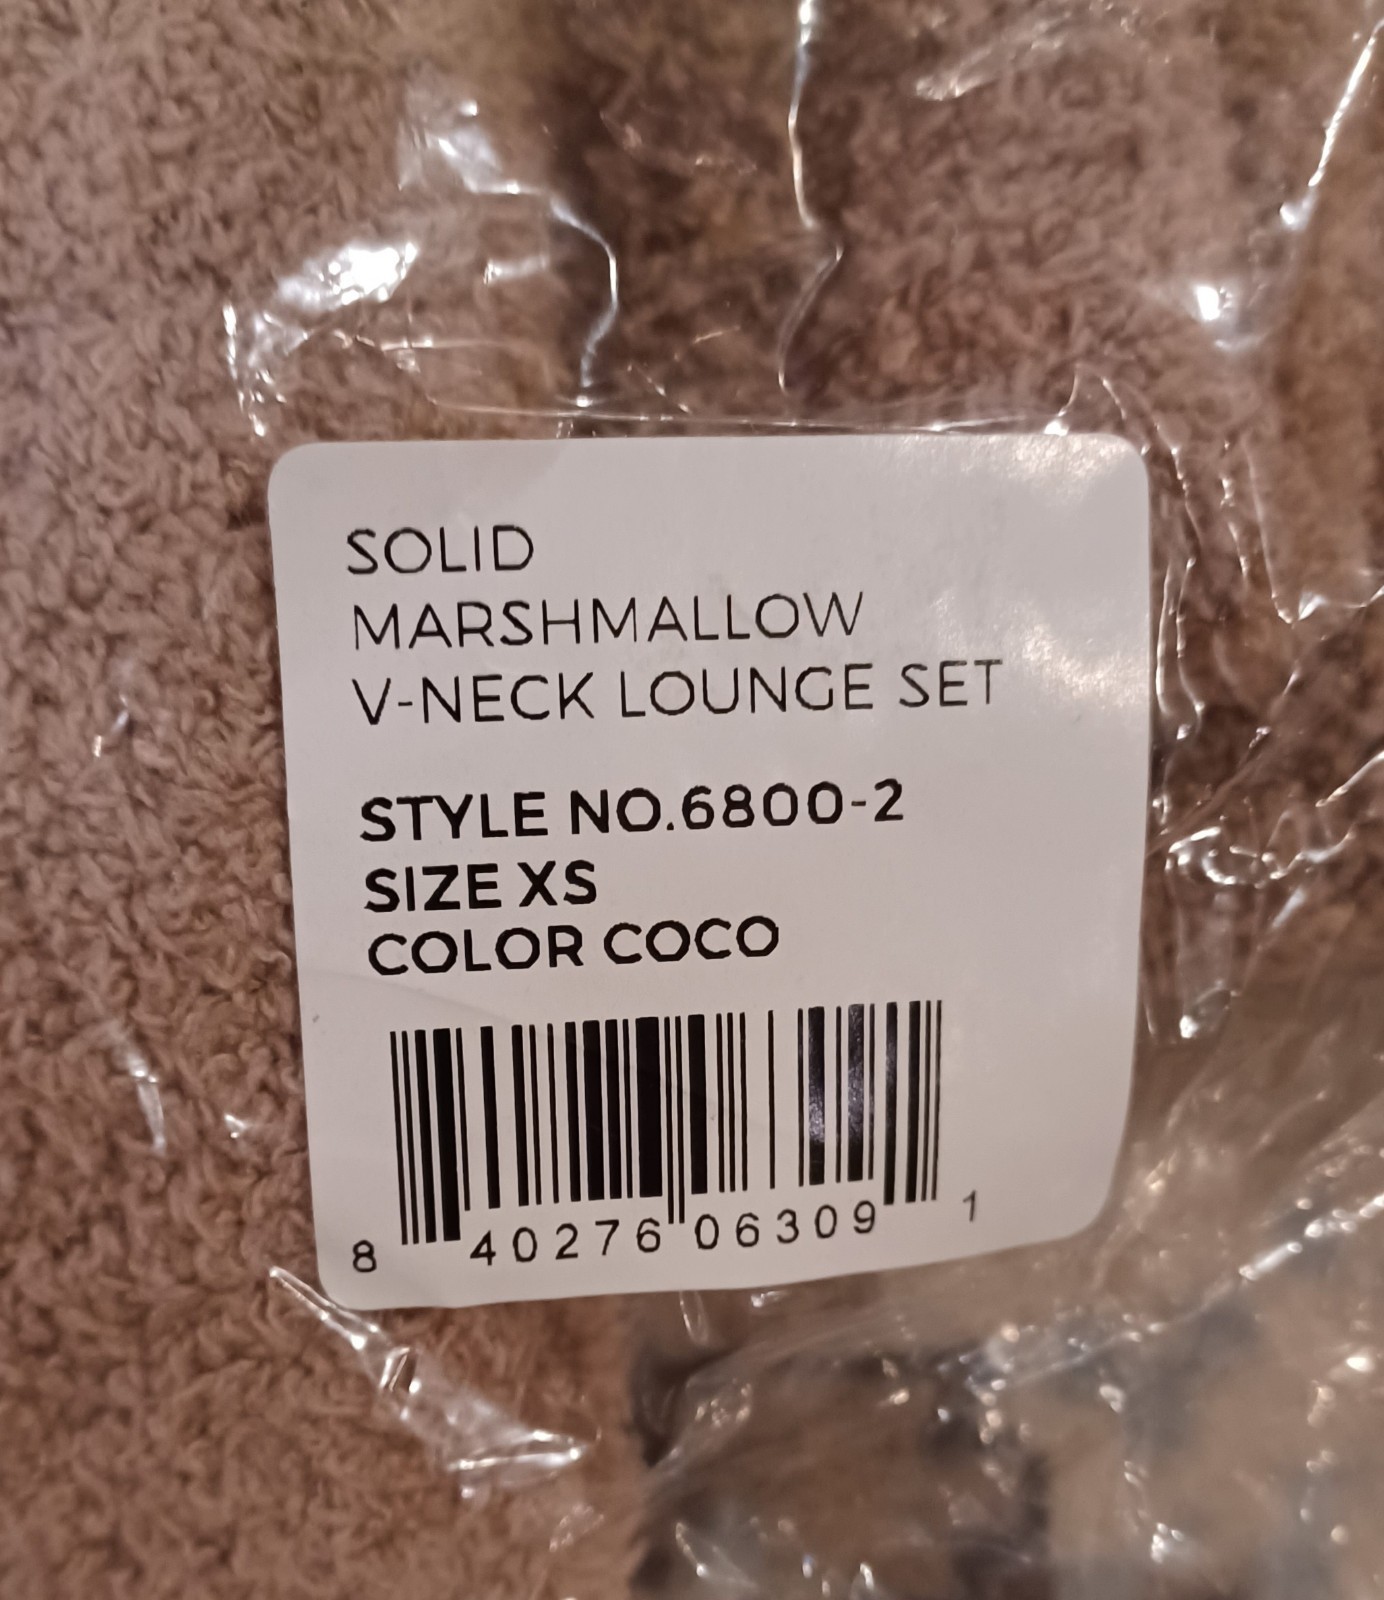 SOLID
MARSHMALLOW
V-NECK LOUNGE SET
STYLE NO.6800-2
SIZE XS
COLOR COCO
8 40276 06309 1